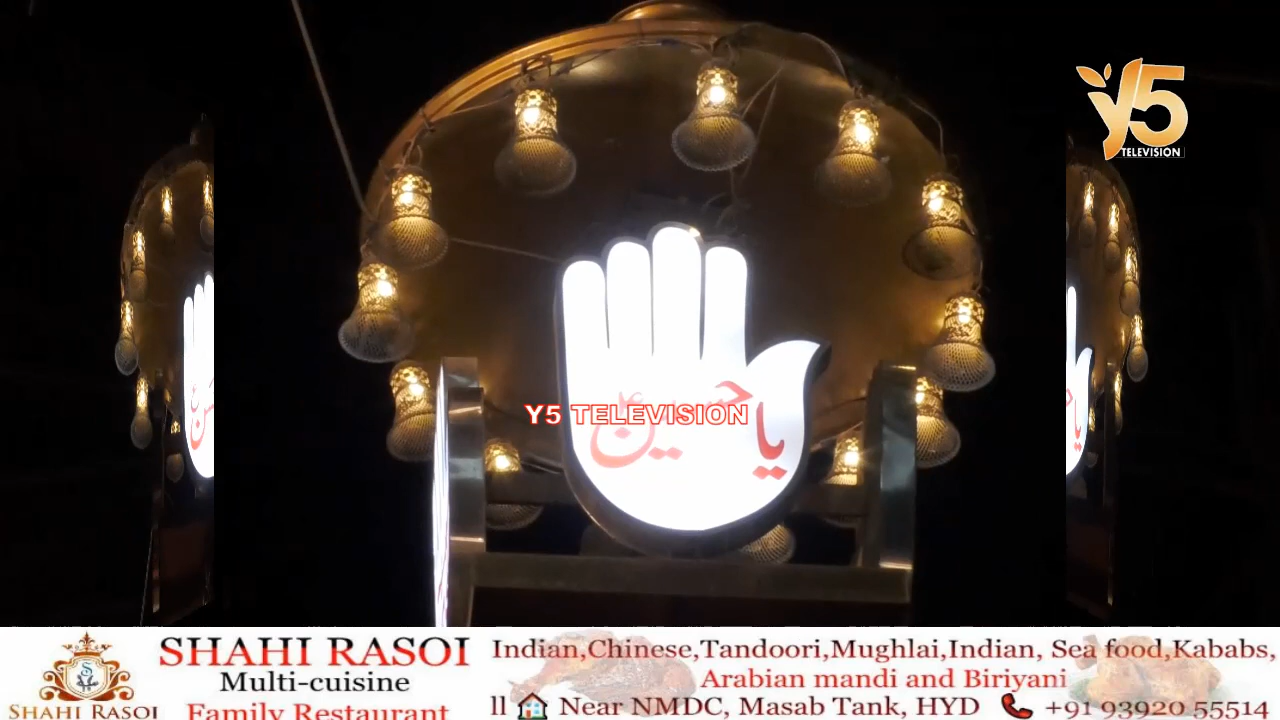 Y5
TELEVISION
یا حسینؑ
Y5 TELEVISION
SHAHI RASOI
Multi-cuisine
Family Restaurant
SHAHI RASOI
Indian,Chinese,Tandoori,Mughlai,Indian, Sea food,Kababs,
Arabian mandi and Biriyani
ll Near NMDC, Masab Tank, HYD +91 93920 55514